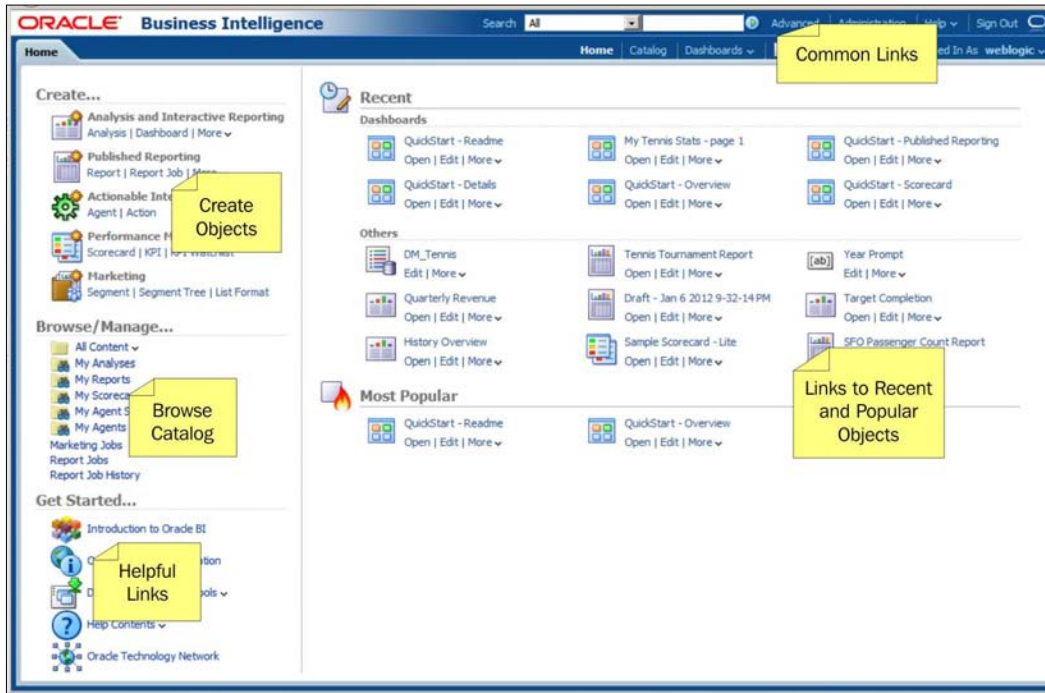 ORACLE Business Intelligence
Search All Advanced Administration Help Sign Out
Home
Home Catalog Dashboards ed In As weblogic
Common Links
Create...
Analysis and Interactive Reporting
Analysis | Dashboard | More
Published Reporting
Report | Report Job |
Actionable
Agent | Action
Performance
Scorecard | KPI |
Marketing
Segment | Segment Tree | List Format
Create
Objects
Browse/Manage...
All Content
My Analyses
My Reports
My
My Agent
My Agents
Marketing Jobs
Report Jobs
Report Job History
Browse
Catalog
Get Started...
Introduction to Oracle BI
Help Contents
Oracle Technology Network
Helpful
Links
Recent
Dashboards
QuickStart - Readme
Open | Edit | More
My Tennis Stats - page 1
Open | Edit | More
QuickStart - Published Reporting
Open | Edit | More
QuickStart - Details
Open | Edit | More
QuickStart - Overview
Open | Edit | More
QuickStart - Scorecard
Open | Edit | More
Others
DM_Tennis
Edit | More
Tennis Tournament Report
Open | Edit | More
[ab] Year Prompt
Edit | More
Quarterly Revenue
Open | Edit | More
Draft - Jan 6 2012 9-32-14 PM
Open | Edit | More
Target Completion
Open | Edit | More
History Overview
Open | Edit | More
Sample Scorecard - Lite
Open | Edit | More
SFO Passenger Count Report
Links to Recent
and Popular
Objects
Most Popular
QuickStart - Readme
Open | Edit | More
QuickStart - Overview
Open | Edit | More